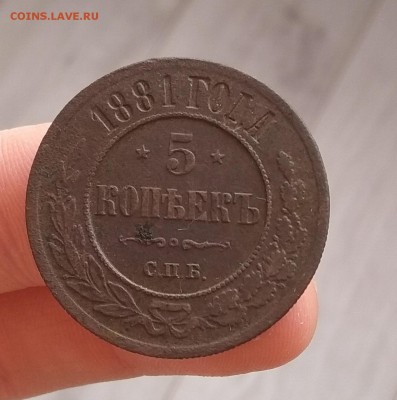 COINS.LAVE.RU
1881 ГОДА
5
КОПѢЕКЪ
С.П.Б.